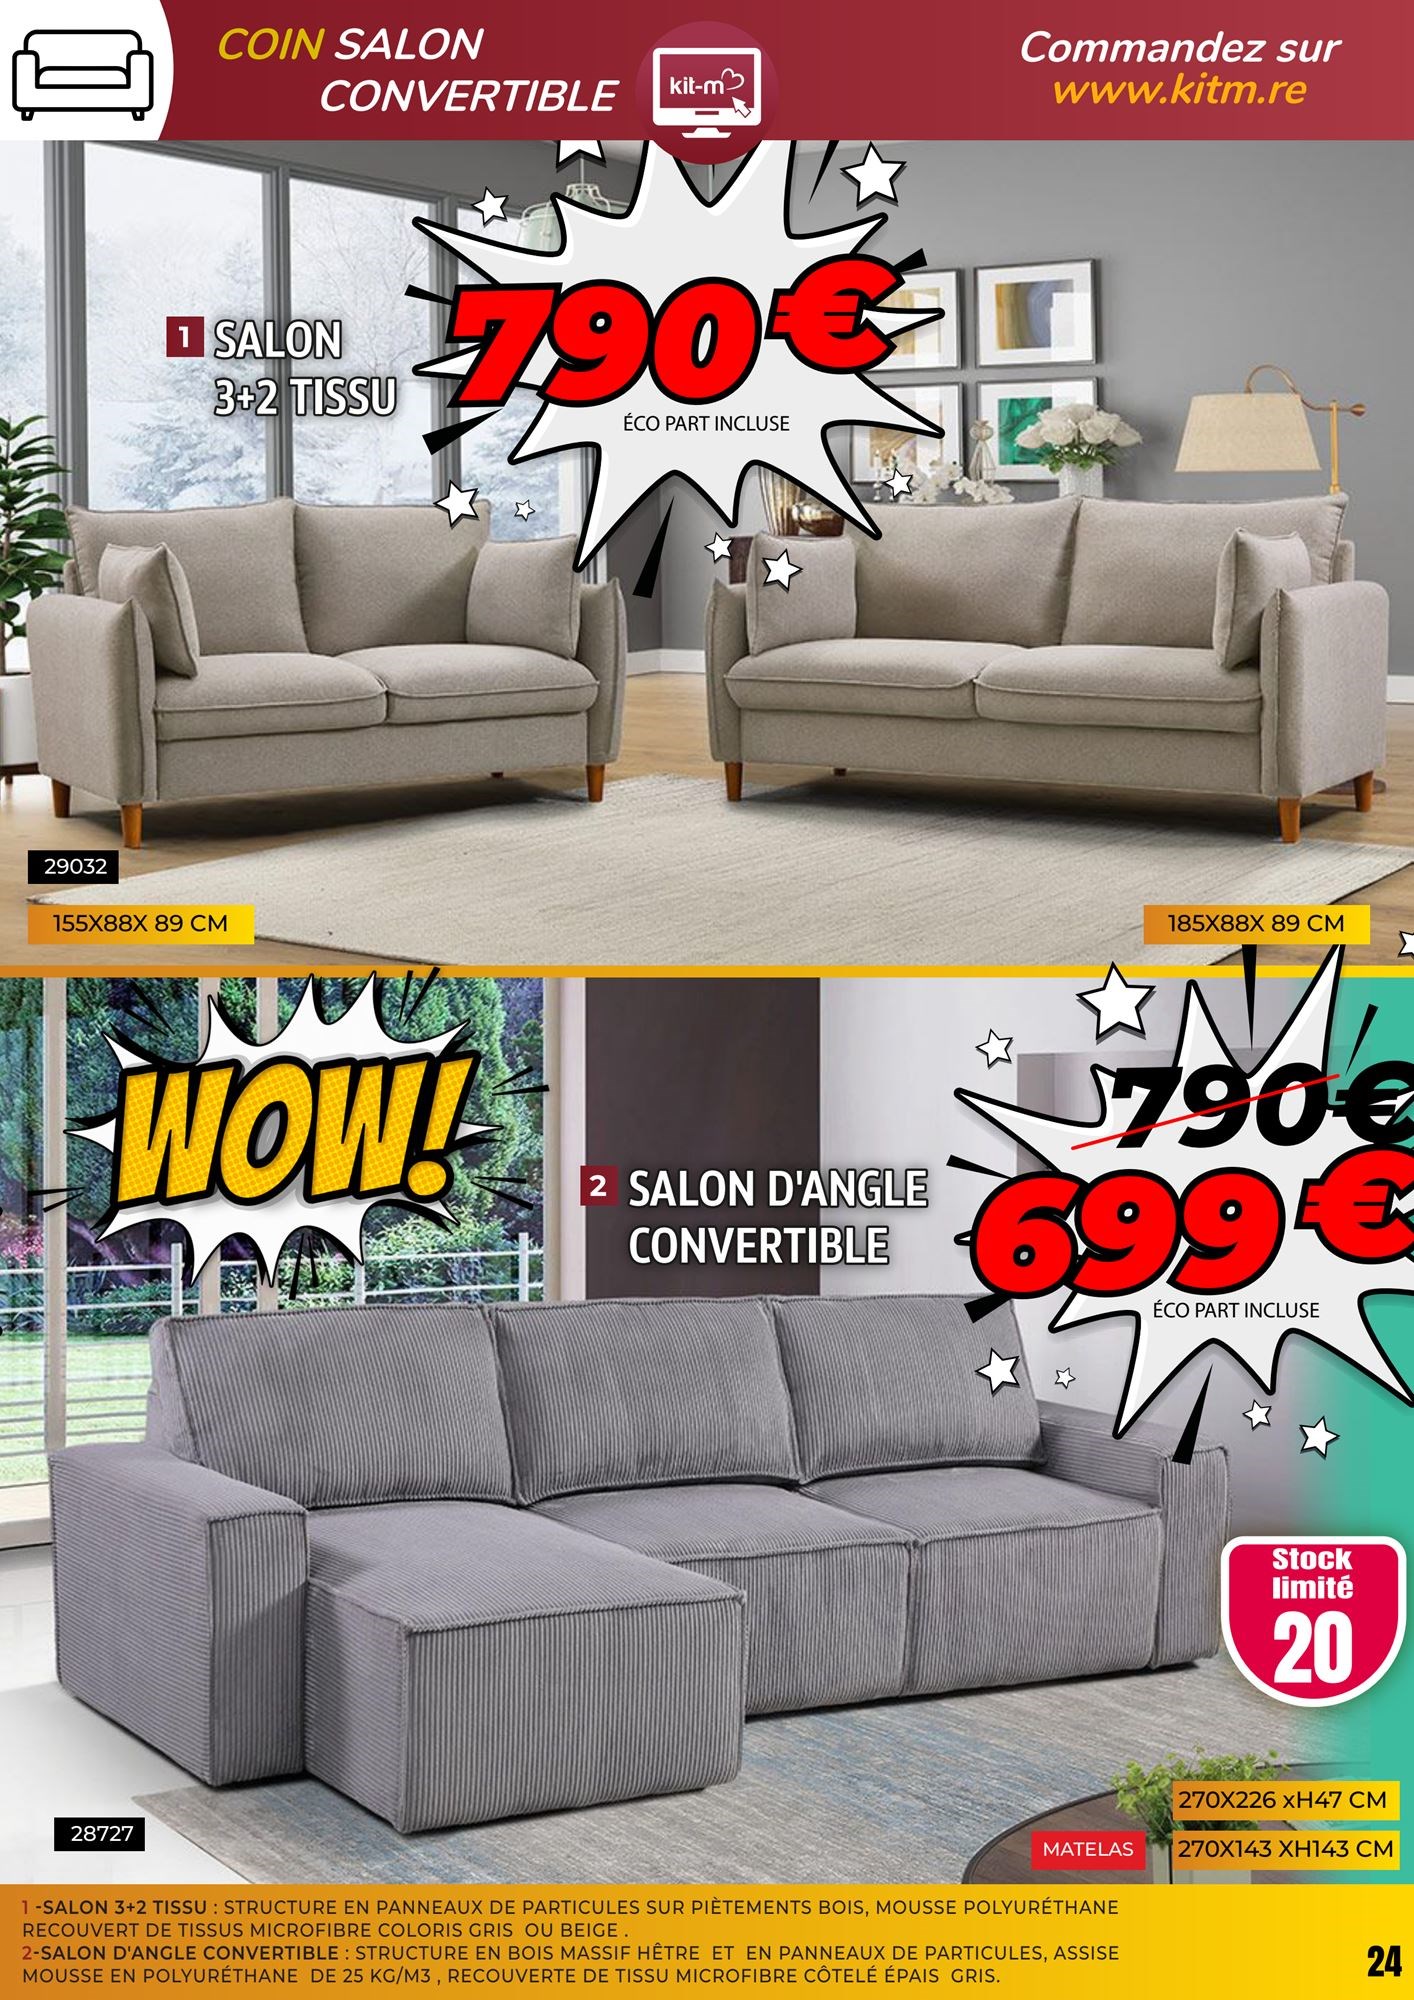 COIN SALON
CONVERTIBLE
kit-m
Commandez sur
www.kitm.re
790€
ÉCO PART INCLUSE
1 SALON
3+2 TISSU
29032
155X88X 89 CM
185X88X 89 CM
WOW!
790€
699€
ÉCO PART INCLUSE
2 SALON D'ANGLE
CONVERTIBLE
Stock
limité
20
28727
270X226 xH47 CM
MATELAS 270X143 XH143 CM
1 -SALON 3+2 TISSU : STRUCTURE EN PANNEAUX DE PARTICULES SUR PIÈTEMENTS BOIS, MOUSSE POLYURÉTHANE
RECOUVERT DE TISSUS MICROFIBRE COLORIS GRIS OU BEIGE .
2-SALON D'ANGLE CONVERTIBLE : STRUCTURE EN BOIS MASSIF HÊTRE ET EN PANNEAUX DE PARTICULES, ASSISE
MOUSSE EN POLYURÉTHANE DE 25 KG/M3 , RECOUVERTE DE TISSU MICROFIBRE CÔTELÉ ÉPAIS GRIS.
24